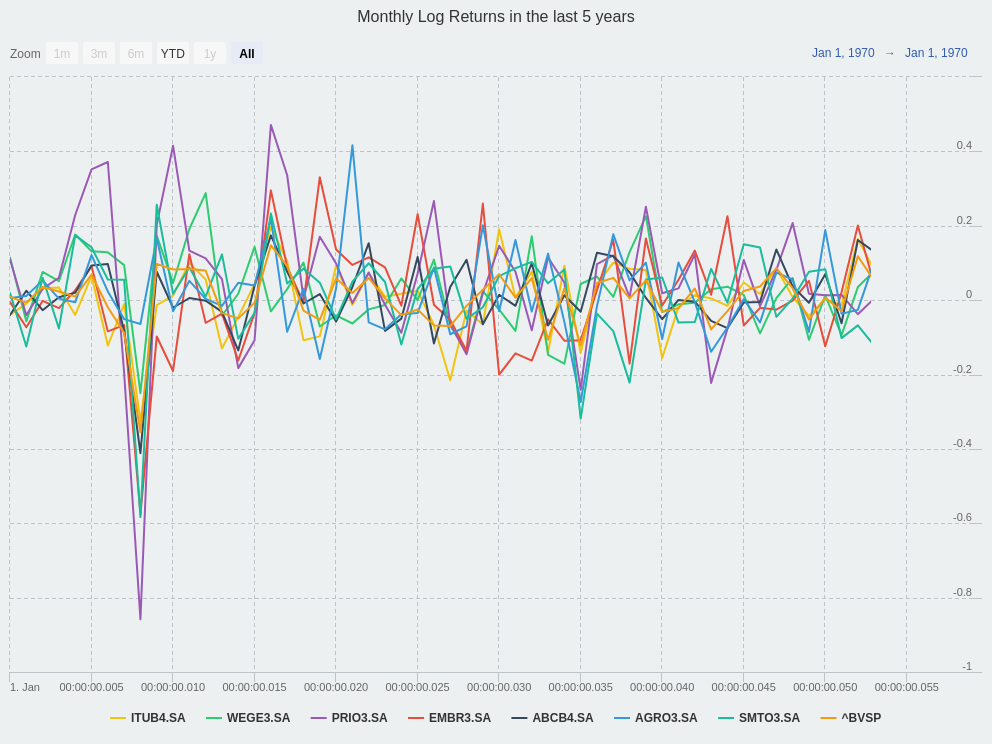 Monthly Log Returns in the last 5 years
Zoom 1m 3m 6m YTD 1y All Jan 1, 1970 → Jan 1, 1970
0.4
0.2
0
-0.2
-0.4
-0.6
-0.8
-1
1. Jan 00:00:00.005 00:00:00.010 00:00:00.015 00:00:00.020 00:00:00.025 00:00:00.030 00:00:00.035 00:00:00.040 00:00:00.045 00:00:00.050 00:00:00.055
ITUB4.SA WEGE3.SA PRIO3.SA EMBR3.SA ABCB4.SA AGRO3.SA SMTO3.SA ^BVSP